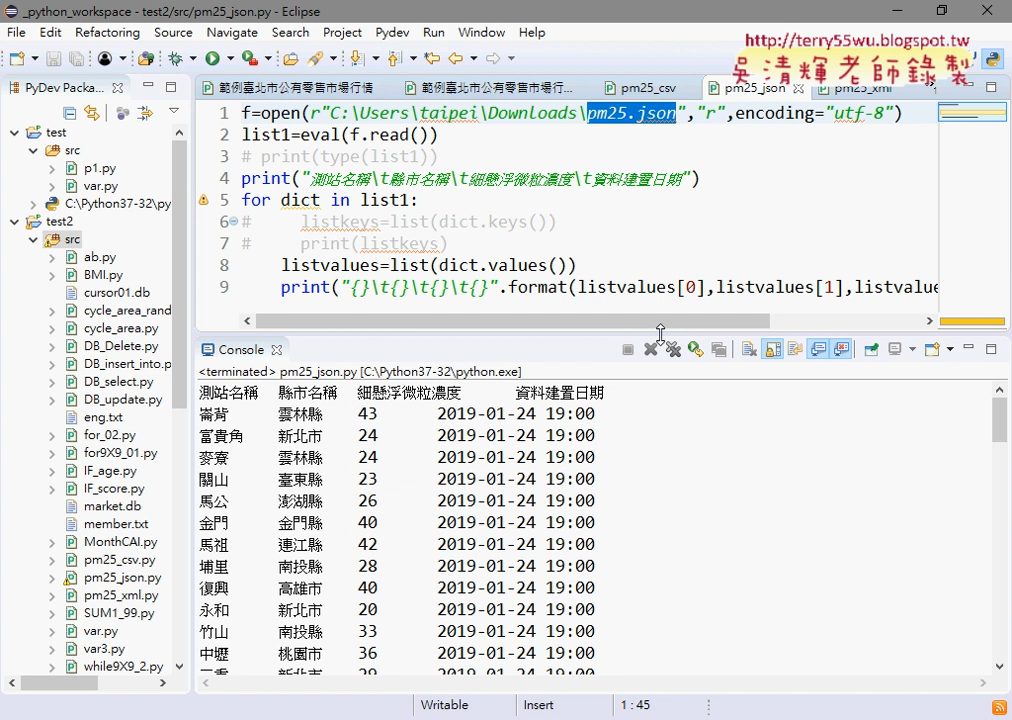 _python_workspace - test2/src/pm25_json.py - Eclipse
File Edit Refactoring Source Navigate Search Project Pydev Run Window Help
http://terry55wu.blogspot.tw
吳清輝老師錄製
PyDev Packa...
範例臺北市公有零售市場行情
範例臺北市公有零售市場行...
pm25_csv
pm25_json
pm25_xml
1 f=open(r"C:\Users\taipei\Downloads\pm25.json","r",encoding="utf-8")
2 list1=eval(f.read())
3 # print(type(list1))
4 print("測站名稱\t縣市名稱\t細懸浮微粒濃度\t資料建置日期")
5 for dict in list1:
6 # listkeys=list(dict.keys())
7 # print(listkeys)
8 listvalues=list(dict.values())
9 print("{}\t{}\t{}\t{}".format(listvalues[0],listvalues[1],listvalue
test
src
p1.py
var.py
C:\Python37-32\py
test2
src
ab.py
BMI.py
cursor01.db
cycle_area_rand
cycle_area.py
DB_Delete.py
DB_insert_into.p
DB_select.py
DB_update.py
eng.txt
for_02.py
for9X9_01.py
IF_age.py
IF_score.py
market.db
member.txt
MonthCAl.py
pm25_csv.py
pm25_json.py
pm25_xml.py
SUM1_99.py
var.py
var3.py
while9X9_2.py
Console
<terminated> pm25_json.py [C:\Python37-32\python.exe]
測站名稱 縣市名稱 細懸浮微粒濃度 資料建置日期
崙背 雲林縣 43 2019-01-24 19:00
富貴角 新北市 24 2019-01-24 19:00
麥寮 雲林縣 24 2019-01-24 19:00
關山 臺東縣 23 2019-01-24 19:00
馬公 澎湖縣 26 2019-01-24 19:00
金門 金門縣 40 2019-01-24 19:00
馬祖 連江縣 42 2019-01-24 19:00
埔里 南投縣 28 2019-01-24 19:00
復興 高雄市 40 2019-01-24 19:00
永和 新北市 20 2019-01-24 19:00
竹山 南投縣 33 2019-01-24 19:00
中壢 桃園市 36 2019-01-24 19:00
三重 新北市 29 2019-01-24 19:00
Writable
Insert
1 : 45